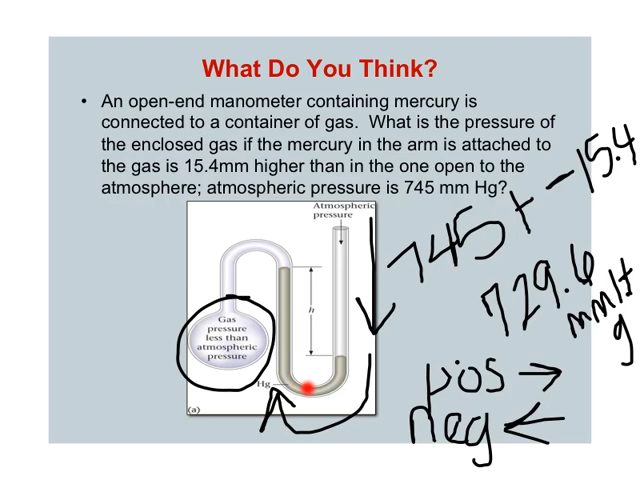 What Do You Think?
• An open-end manometer containing mercury is
connected to a container of gas. What is the pressure of
the enclosed gas if the mercury in the arm is attached to
the gas is 15.4mm higher than in the one open to the
atmosphere; atmospheric pressure is 745 mm Hg?
Atmospheric
pressure
745 + -15.4
729.6
mmHg
h
Gas
pressure
less than
atmospheric
pressure
Hg
(a)
pos →
neg ←